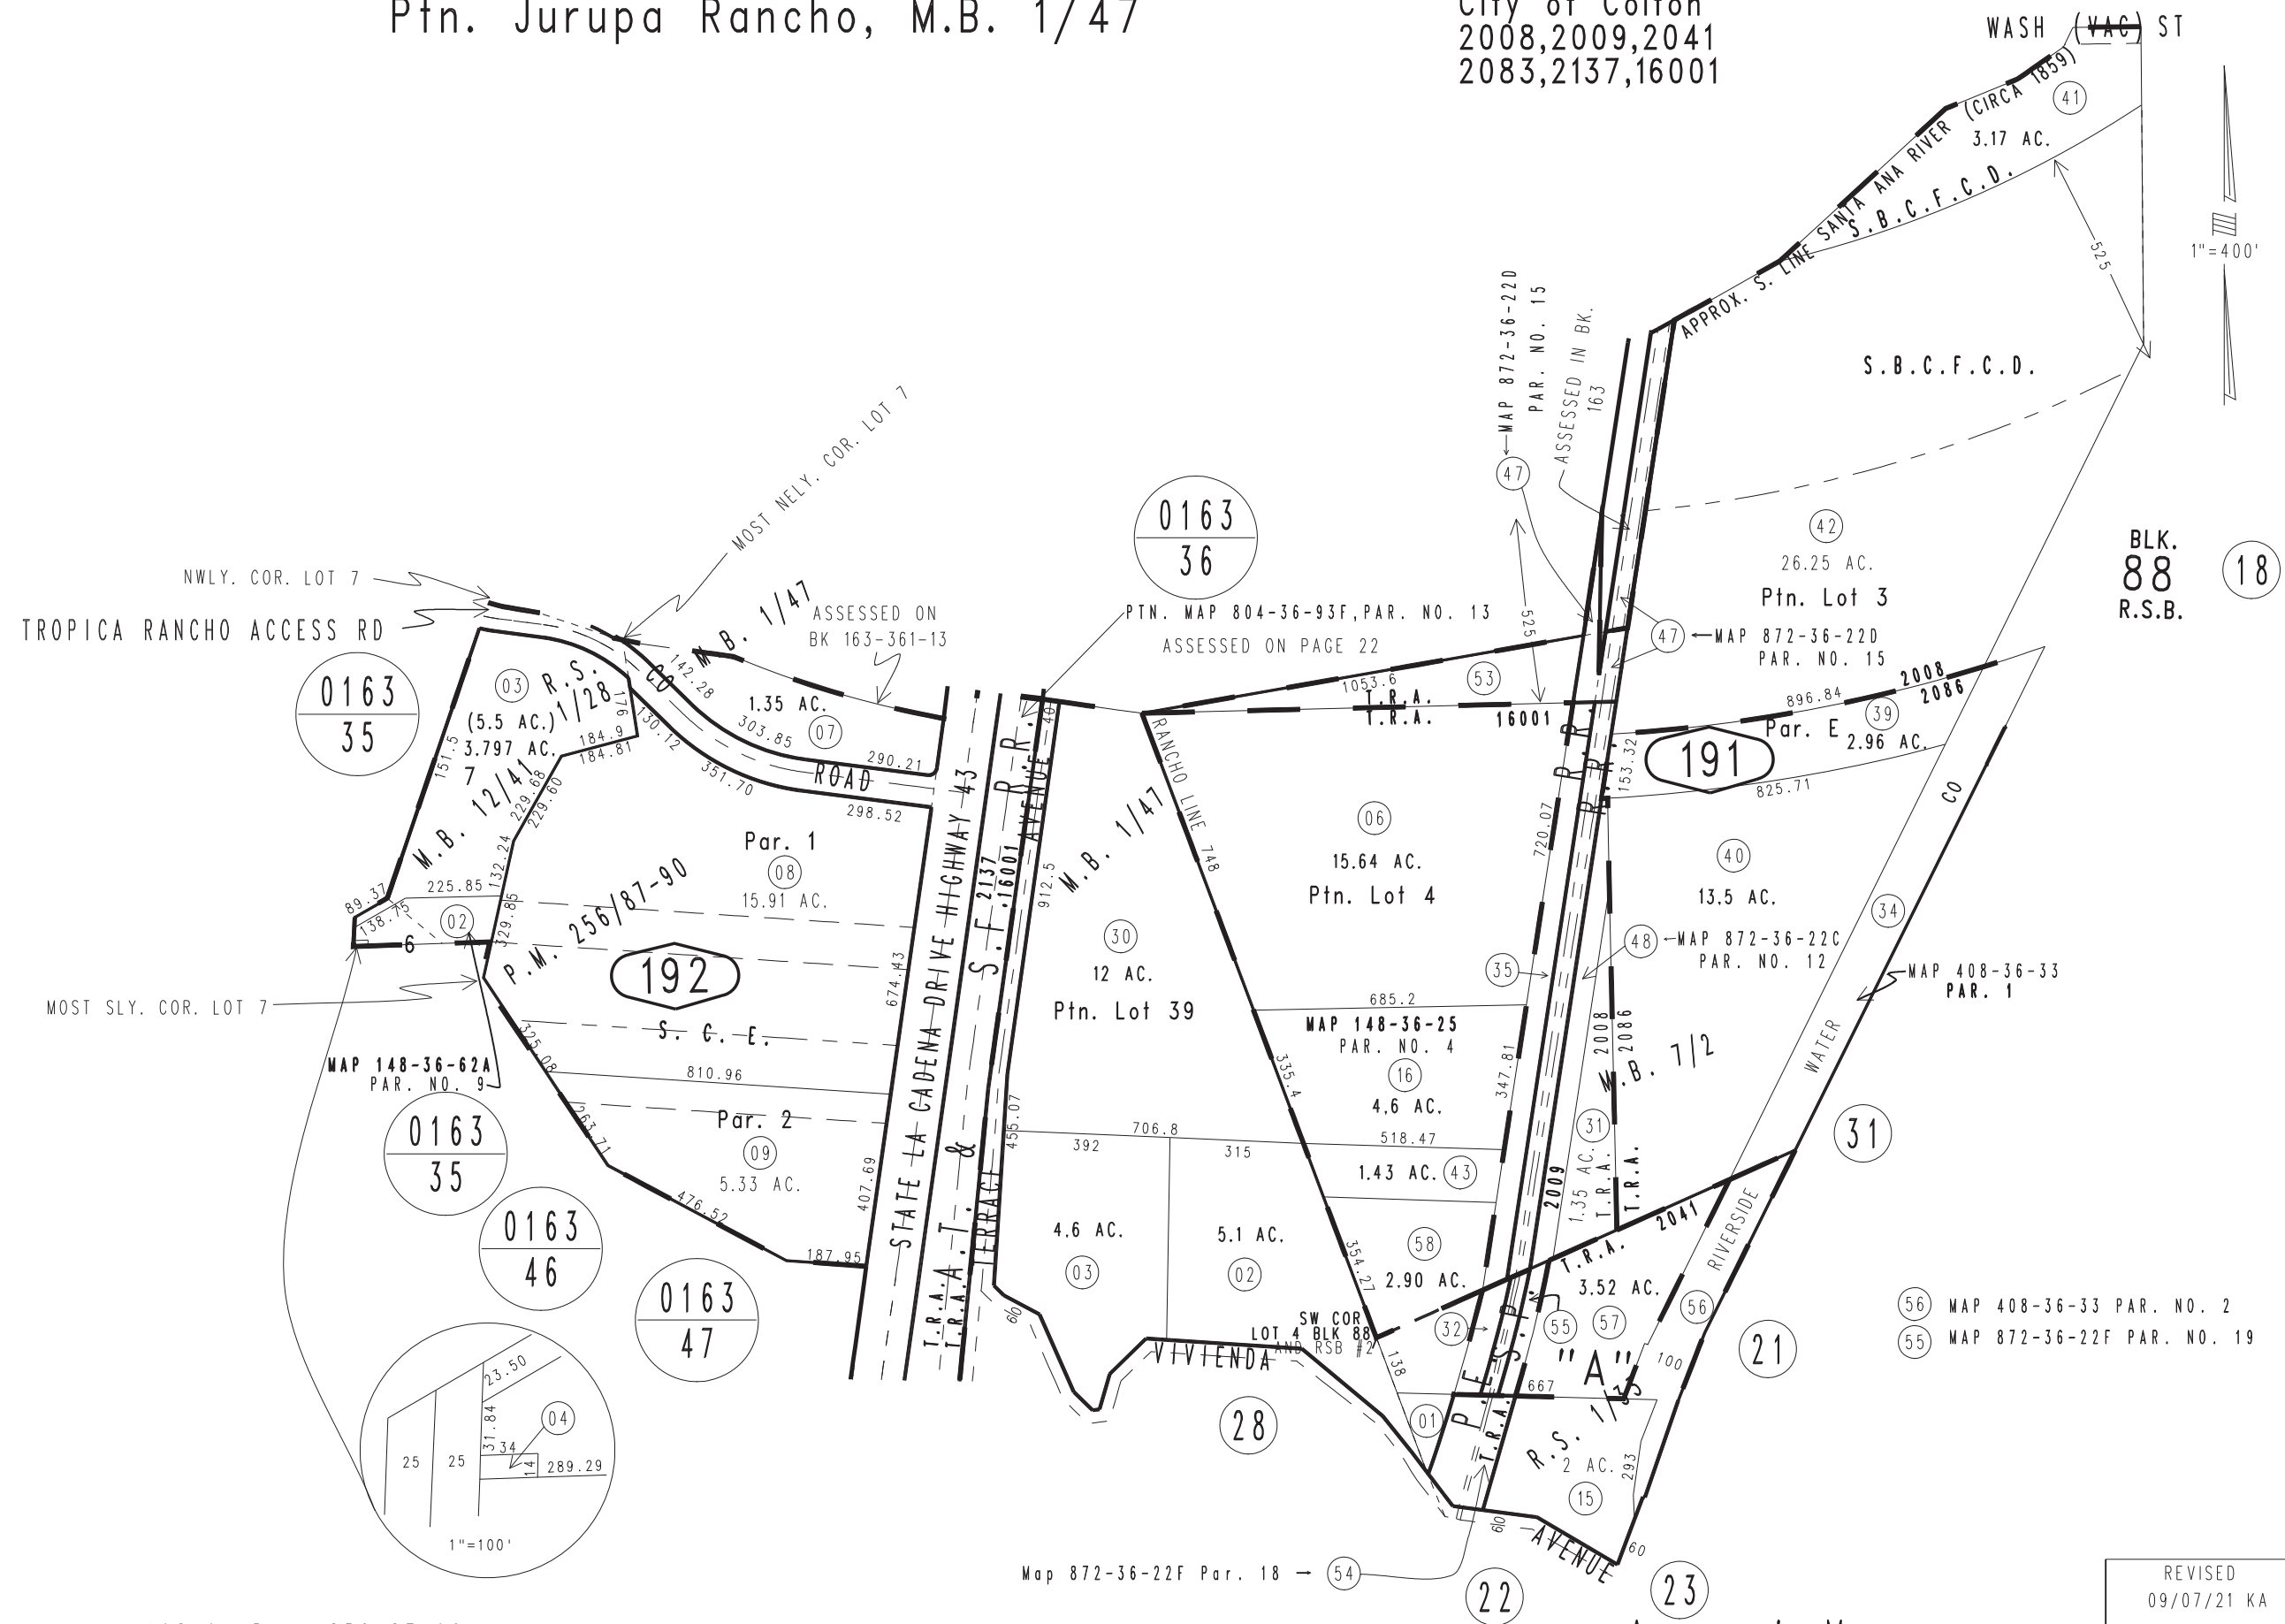 Ptn. Jurupa Rancho, M.B. 1/47
City of Colton
2008,2009,2041
2083,2137,16001
WASH (VAC) ST
APPROX. S. LINE SANTA ANA RIVER (CIRCA 1859)
41
3.17 AC.
S.B.C.F.C.D.
525
1"=400'
S.B.C.F.C.D.
MAP 872-36-22D
PAR. NO. 15
ASSESSED IN BK.
163
47
42
26.25 AC.
Ptn. Lot 3
BLK.
88
R.S.B.
18
MOST NELY. COR. LOT 7
NWLY. COR. LOT 7
TROPICA RANCHO ACCESS RD
0163
36
0163
35
M.B. 1/47
ASSESSED ON
BK 163-361-13
PTN. MAP 804-36-93F, PAR. NO. 13
ASSESSED ON PAGE 22
525
47
MAP 872-36-22D
PAR. NO. 15
03
R.S.
1/28
(5.5 AC.)
3.797 AC.
7
151.5
176
184.9
184.81
M.B. 12/41
229.68
229.60
132.24
CO
ROAD
142.28
130.12
303.85
351.70
290.21
298.52
1.35 AC.
07
40
1053.6
53
T.R.A.
T.R.A.
16001
896.84
2008
2086
Par. E
39
2.96 AC.
191
153.32
825.71
RANCHO LINE 748
M.B. 1/47
912.5
06
15.64 AC.
Ptn. Lot 4
720.07
R. R.
R. R.
40
13.5 AC.
CO
34
Par. 1
08
15.91 AC.
P.M. 256/87-90
192
S. C. E.
674.43
89.37
138.75
225.85
02
6
329.85
MOST SLY. COR. LOT 7
MAP 148-36-62A
PAR. NO. 9
325.08
810.96
263.71
Par. 2
09
5.33 AC.
476.52
187.95
407.69
STATE LA CADENA DRIVE HIGHWAY 43
A. T. & S. F. R. R.
2137
16001
T.R.A.
T.R.A.
TERRACE
AVENUE
455.07
30
12 AC.
Ptn. Lot 39
685.2
MAP 148-36-25
PAR. NO. 4
16
4.6 AC.
335.4
347.81
35
48
MAP 872-36-22C
PAR. NO. 12
MAP 408-36-33
PAR. 1
2008
2086
M.B. 7/2
WATER
706.8
392
315
518.47
1.43 AC.
43
31
1.35 AC.
T.R.A.
T.R.A.
2009
31
0163
35
0163
46
0163
47
4.6 AC.
03
5.1 AC.
02
58
2.90 AC.
354.27
T.R.A.
2041
3.52 AC.
RIVERSIDE
56
56 MAP 408-36-33 PAR. NO. 2
55 MAP 872-36-22F PAR. NO. 19
60
SW COR
LOT 4 BLK 88
AND RSB #2
VIVIENDA
32
55
57
"A"
100
21
138
667
P. E.
S. P.
T.R.A.
R.S. 1/33
28
01
2 AC.
293
15
60
60
AVENUE
23.50
31.84
04
34
14
25
25
289.29
1"=100'
Map 872-36-22F Par. 18
54
22
23
REVISED
09/07/21 KA